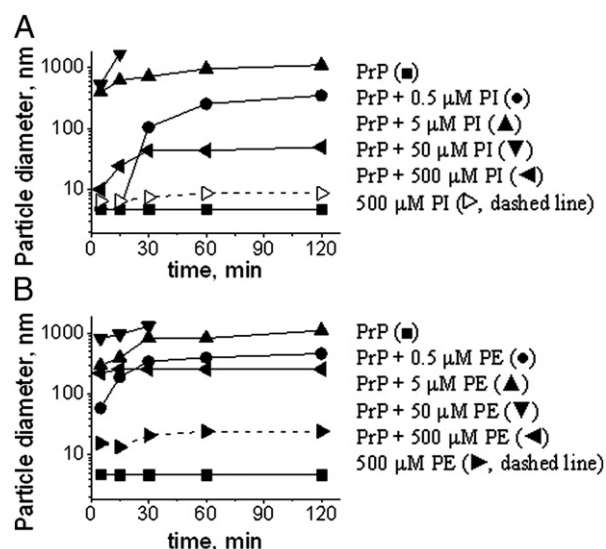 A
Particle diameter, nm
1000
100
10
0 30 60 90 120
time, min
PrP (■)
PrP + 0.5 μM PI (●)
PrP + 5 μM PI (▲)
PrP + 50 μM PI (▼)
PrP + 500 μM PI (◀)
500 μM PI (▷, dashed line)
B
Particle diameter, nm
1000
100
10
0 30 60 90 120
time, min
PrP (■)
PrP + 0.5 μM PE (●)
PrP + 5 μM PE (▲)
PrP + 50 μM PE (▼)
PrP + 500 μM PE (◀)
500 μM PE (▶, dashed line)